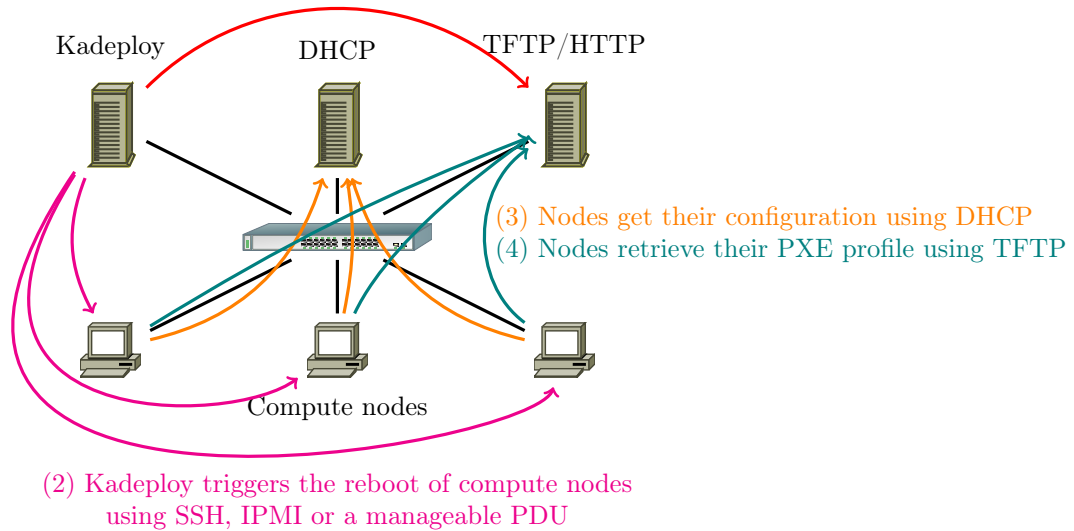 Kadeploy
DHCP
TFTP/HTTP
(3) Nodes get their configuration using DHCP
(4) Nodes retrieve their PXE profile using TFTP
Compute nodes
(2) Kadeploy triggers the reboot of compute nodes
using SSH, IPMI or a manageable PDU